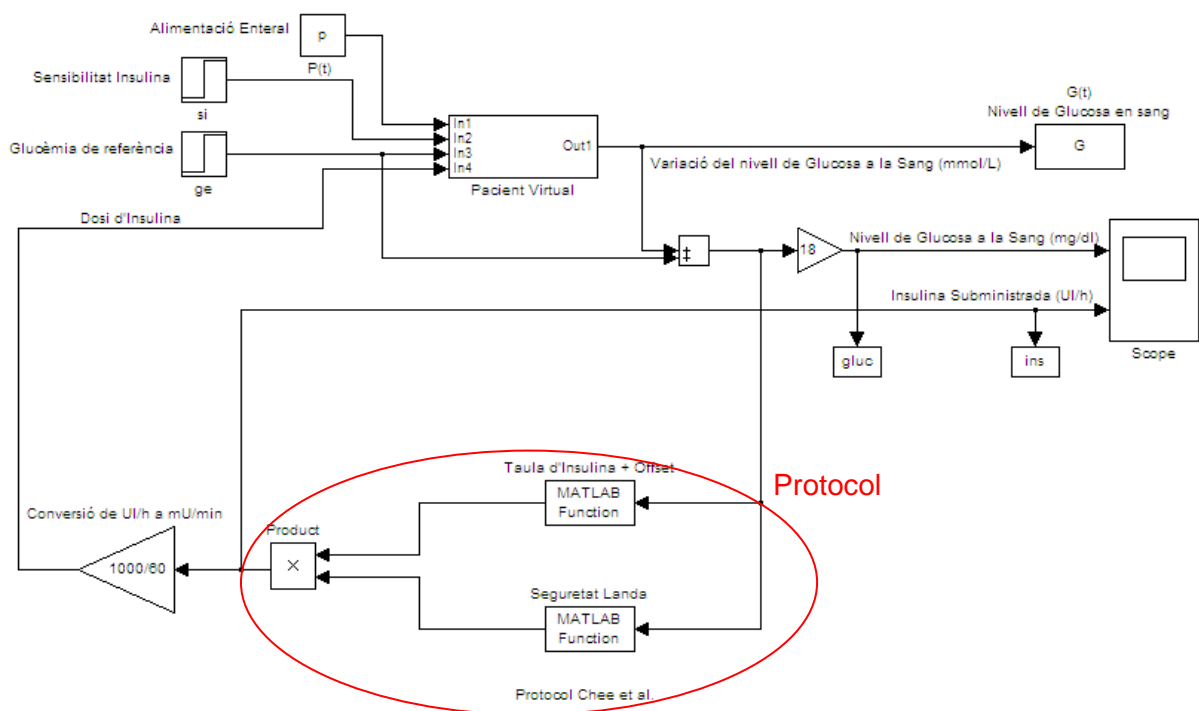 Alimentació Enteral
p
P(t)
Sensibilitat Insulina
si
Glucèmia de referència
ge
In1
In2
In3
In4
Out1
Pacient Virtual
G(t)
Nivell de Glucosa en sang
G
Variació del nivell de Glucosa a la Sang (mmol/L)
Dosi d'Insulina
18
Nivell de Glucosa a la Sang (mg/dl)
Insulina Subministrada (UI/h)
gluc
ins
Scope
Taula d'Insulina + Offset
MATLAB
Function
Protocol
Conversió de UI/h a mU/min
1000/60
Product
×
Seguretat Landa
MATLAB
Function
Protocol Chee et al.